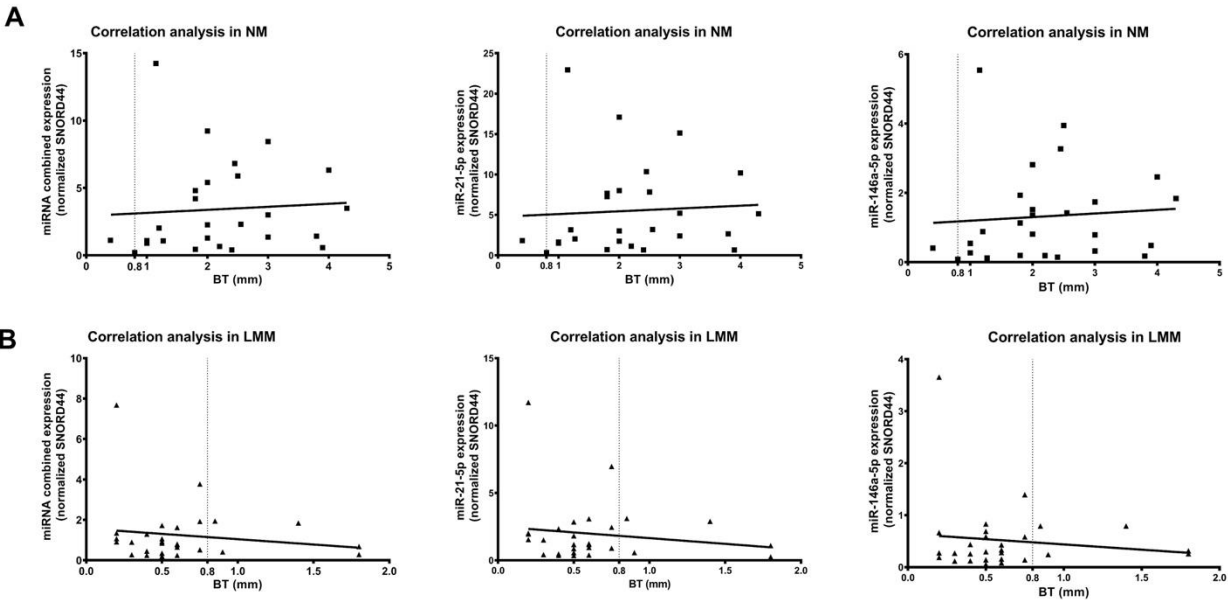 A
Correlation analysis in NM
miRNA combined expression
(normalized SNORD44)
15
10
5
0
0 0.8 1 2 3 4 5
BT (mm)
Correlation analysis in NM
miR-21-5p expression
(normalized SNORD44)
25
20
15
10
5
0
0 0.8 1 2 3 4 5
BT (mm)
Correlation analysis in NM
miR-146a-5p expression
(normalized SNORD44)
6
4
2
0
0 0.8 1 2 3 4 5
BT (mm)
B
Correlation analysis in LMM
miRNA combined expression
(normalized SNORD44)
10
8
6
4
2
0
0.0 0.5 0.8 1.0 1.5 2.0
BT (mm)
Correlation analysis in LMM
miR-21-5p expression
(normalized SNORD44)
15
10
5
0
0.0 0.5 0.8 1.0 1.5 2.0
BT (mm)
Correlation analysis in LMM
miR-146a-5p expression
(normalized SNORD44)
4
3
2
1
0
0.0 0.5 0.8 1.0 1.5 2.0
BT (mm)